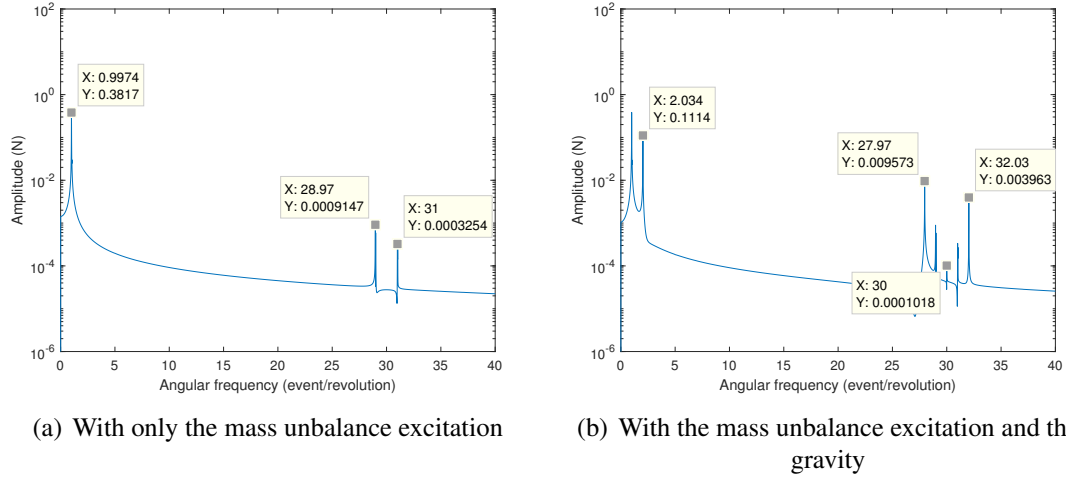 10^2
10^0
10^-2
10^-4
10^-6
Amplitude (N)
X: 0.9974
Y: 0.3817
X: 28.97
Y: 0.0009147
X: 31
Y: 0.0003254
0 5 10 15 20 25 30 35 40
Angular frequency (event/revolution)
(a) With only the mass unbalance excitation
10^2
10^0
10^-2
10^-4
10^-6
Amplitude (N)
X: 2.034
Y: 0.1114
X: 27.97
Y: 0.009573
X: 32.03
Y: 0.003963
X: 30
Y: 0.0001018
0 5 10 15 20 25 30 35 40
Angular frequency (event/revolution)
(b) With the mass unbalance excitation and th
gravity